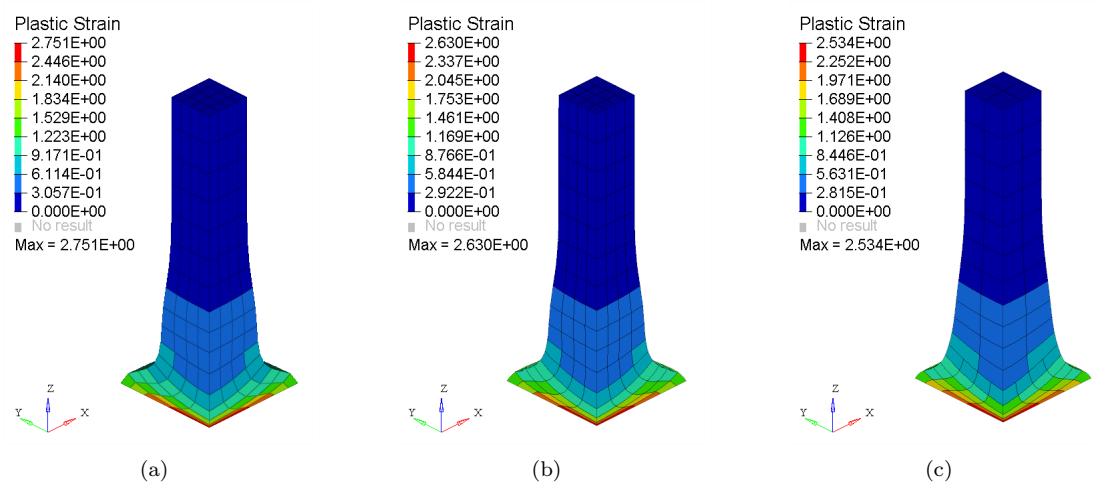 Plastic Strain
2.751E+00
2.446E+00
2.140E+00
1.834E+00
1.529E+00
1.223E+00
9.171E-01
6.114E-01
3.057E-01
0.000E+00
No result
Max = 2.751E+00
Z
Y
X
(a)
Plastic Strain
2.630E+00
2.337E+00
2.045E+00
1.753E+00
1.461E+00
1.169E+00
8.766E-01
5.844E-01
2.922E-01
0.000E+00
No result
Max = 2.630E+00
Z
Y
X
(b)
Plastic Strain
2.534E+00
2.252E+00
1.971E+00
1.689E+00
1.408E+00
1.126E+00
8.446E-01
5.631E-01
2.815E-01
0.000E+00
No result
Max = 2.534E+00
Z
Y
X
(c)